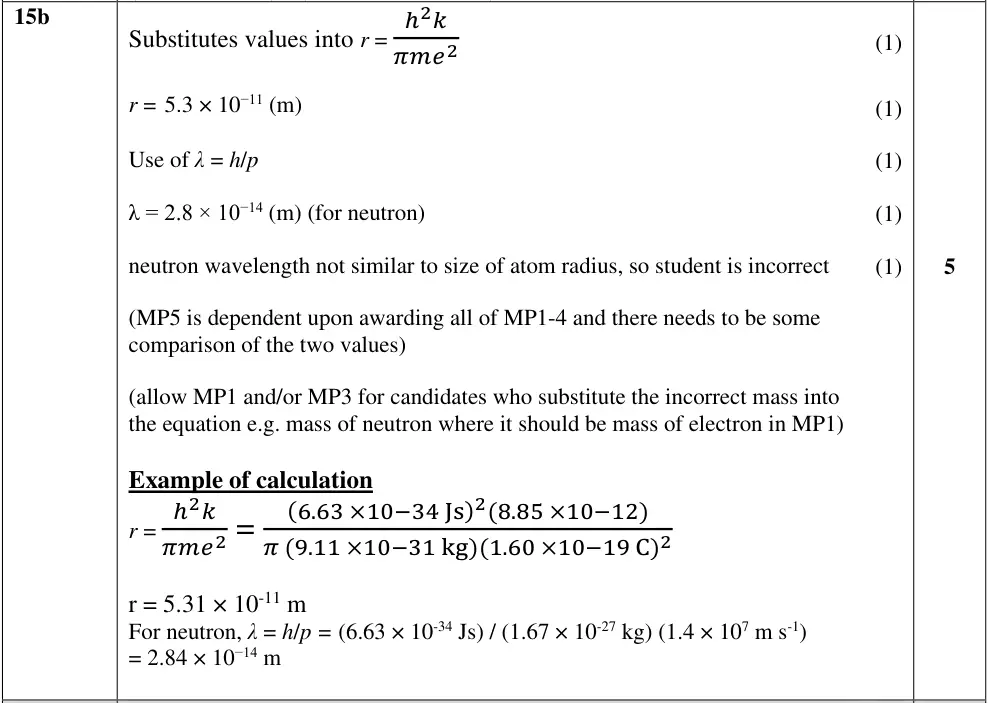 15b
Substitutes values into r = h²k / πme² (1)
r = 5.3 × 10⁻¹¹ (m) (1)
Use of λ = h/p (1)
λ = 2.8 × 10⁻¹⁴ (m) (for neutron) (1)
neutron wavelength not similar to size of atom radius, so student is incorrect (1) 5
(MP5 is dependent upon awarding all of MP1-4 and there needs to be some
comparison of the two values)
(allow MP1 and/or MP3 for candidates who substitute the incorrect mass into
the equation e.g. mass of neutron where it should be mass of electron in MP1)
Example of calculation
r = h²k / πme² = (6.63 ×10−34 Js)²(8.85 ×10−12) / π (9.11 ×10−31 kg)(1.60 ×10−19 C)²
r = 5.31 × 10⁻¹¹ m
For neutron, λ = h/p = (6.63 × 10⁻³⁴ Js) / (1.67 × 10⁻²⁷ kg) (1.4 × 10⁷ m s⁻¹)
= 2.84 × 10⁻¹⁴ m